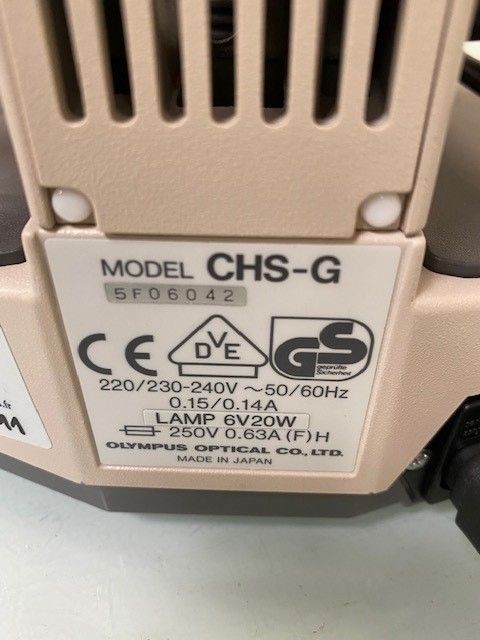 MODEL CHS-G
5F06042
CE DVE GS
geprüfte
Sicherheit
220/230-240V ~50/60Hz
0.15/0.14A
LAMP 6V20W
250V 0.63A (F) H
OLYMPUS OPTICAL CO., LTD.
MADE IN JAPAN
.fr